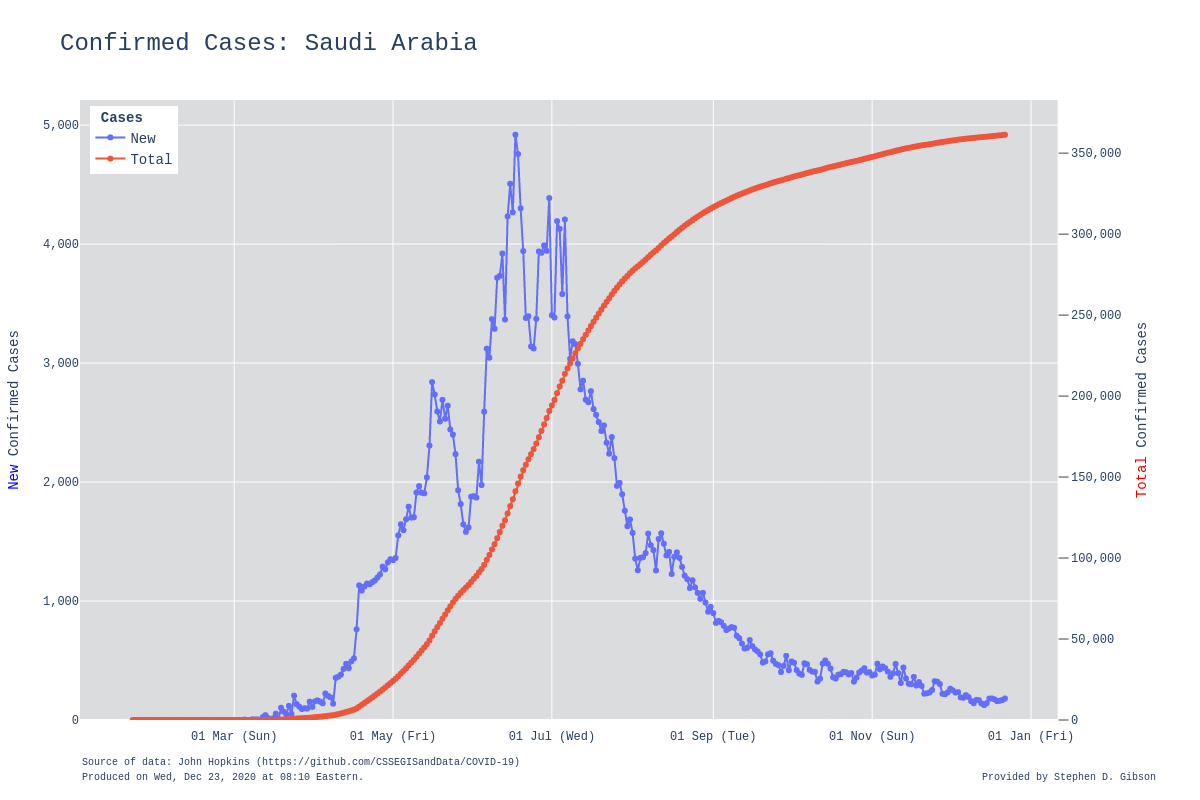 Confirmed Cases: Saudi Arabia
Cases
New
Total
5,000
4,000
3,000
2,000
1,000
0
New Confirmed Cases
350,000
300,000
250,000
200,000
150,000
100,000
50,000
0
Total Confirmed Cases
01 Mar (Sun) 01 May (Fri) 01 Jul (Wed) 01 Sep (Tue) 01 Nov (Sun) 01 Jan (Fri)
Source of data: John Hopkins (https://github.com/CSSEGISandData/COVID-19)
Produced on Wed, Dec 23, 2020 at 08:10 Eastern.
Provided by Stephen D. Gibson